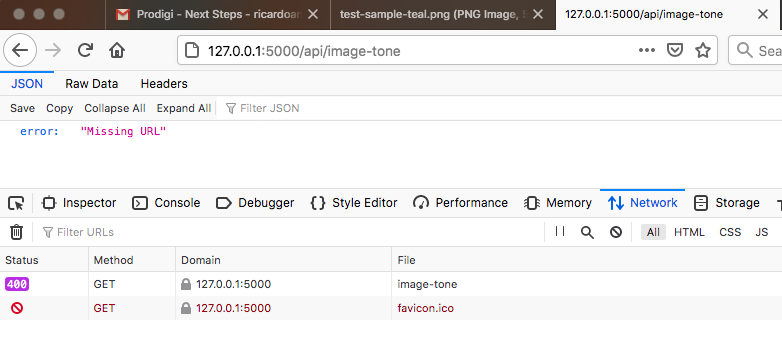 Prodigi - Next Steps - ricardoar
test-sample-teal.png (PNG Image,
127.0.0.1:5000/api/image-tone
127.0.0.1:5000/api/image-tone
Sea
JSON Raw Data Headers
Save Copy Collapse All Expand All Filter JSON
error: "Missing URL"
Inspector Console Debugger Style Editor Performance Memory Network Storage
Filter URLs All HTML CSS JS
Status Method Domain File
400 GET 127.0.0.1:5000 image-tone
GET 127.0.0.1:5000 favicon.ico